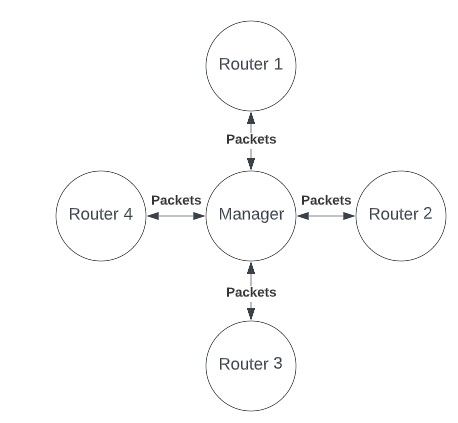 Router 1
Packets
Packets
Packets
Router 4
Manager
Router 2
Packets
Router 3